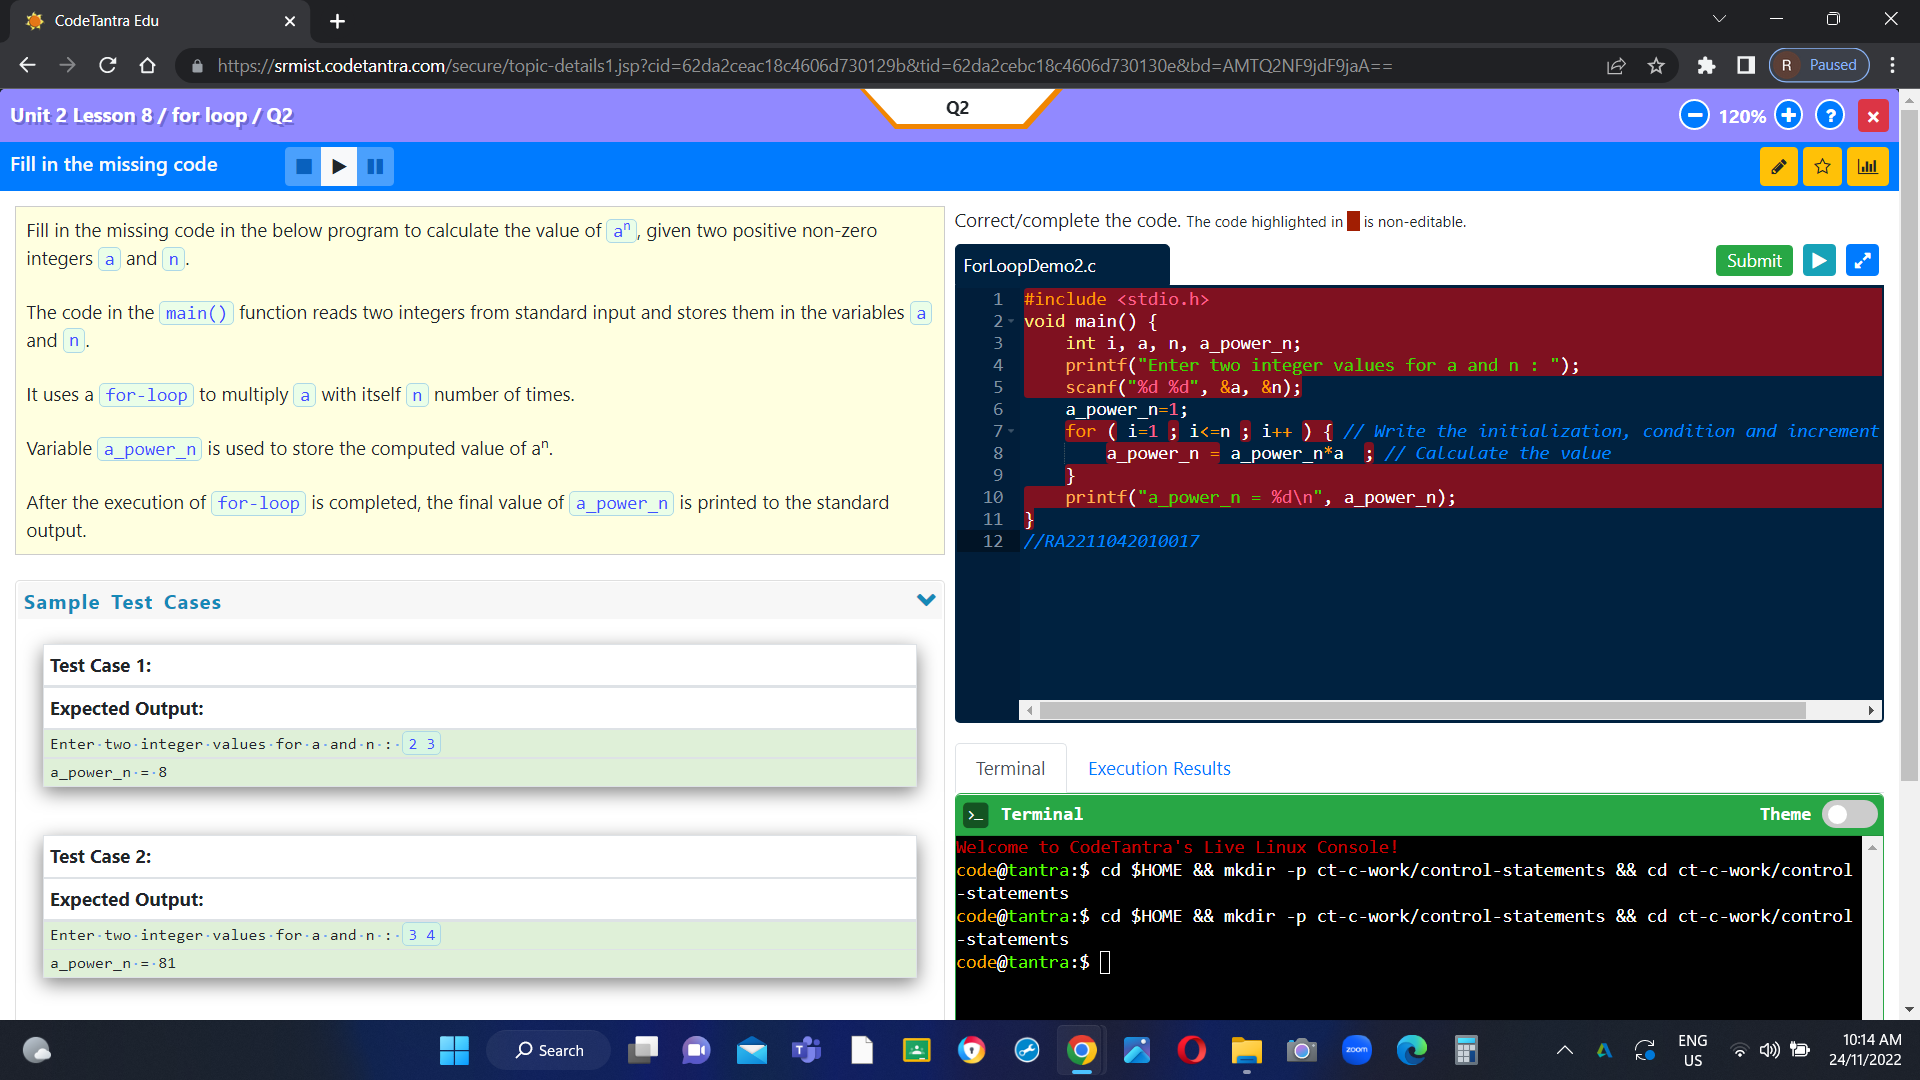 CodeTantra Edu
https://srmist.codetantra.com/secure/topic-details1.jsp?cid=62da2ceac18c4606d730129b&tid=62da2cebc18c4606d730130e&bd=AMTQ2NF9jdF9jaA==
R Paused
Unit 2 Lesson 8 / for loop / Q2
Q2
120%
Fill in the missing code
Fill in the missing code in the below program to calculate the value of aⁿ, given two positive non-zero
integers a and n.
The code in the main() function reads two integers from standard input and stores them in the variables a
and n.
It uses a for-loop to multiply a with itself n number of times.
Variable a_power_n is used to store the computed value of aⁿ.
After the execution of for-loop is completed, the final value of a_power_n is printed to the standard
output.
Sample Test Cases
Test Case 1:
Expected Output:
Enter·two·integer·values·for·a·and·n·:·2 3
a_power_n·=·8
Test Case 2:
Expected Output:
Enter·two·integer·values·for·a·and·n·:·3 4
a_power_n·=·81
Correct/complete the code. The code highlighted in is non-editable.
ForLoopDemo2.c
Submit
1 #include <stdio.h>
2 void main() {
3 int i, a, n, a_power_n;
4 printf("Enter two integer values for a and n : ");
5 scanf("%d %d", &a, &n);
6 a_power_n=1;
7 for ( i=1 ; i<=n ; i++ ) { // Write the initialization, condition and increment
8 a_power_n = a_power_n*a ; // Calculate the value
9 }
10 printf("a_power_n = %d\n", a_power_n);
11 }
12 //RA2211042010017
Terminal
Execution Results
Terminal
Theme
Welcome to CodeTantra's Live Linux Console!
code@tantra:$ cd $HOME && mkdir -p ct-c-work/control-statements && cd ct-c-work/control
-statements
code@tantra:$ cd $HOME && mkdir -p ct-c-work/control-statements && cd ct-c-work/control
-statements
code@tantra:$
Search
zoom
ENG
US
10:14 AM
24/11/2022